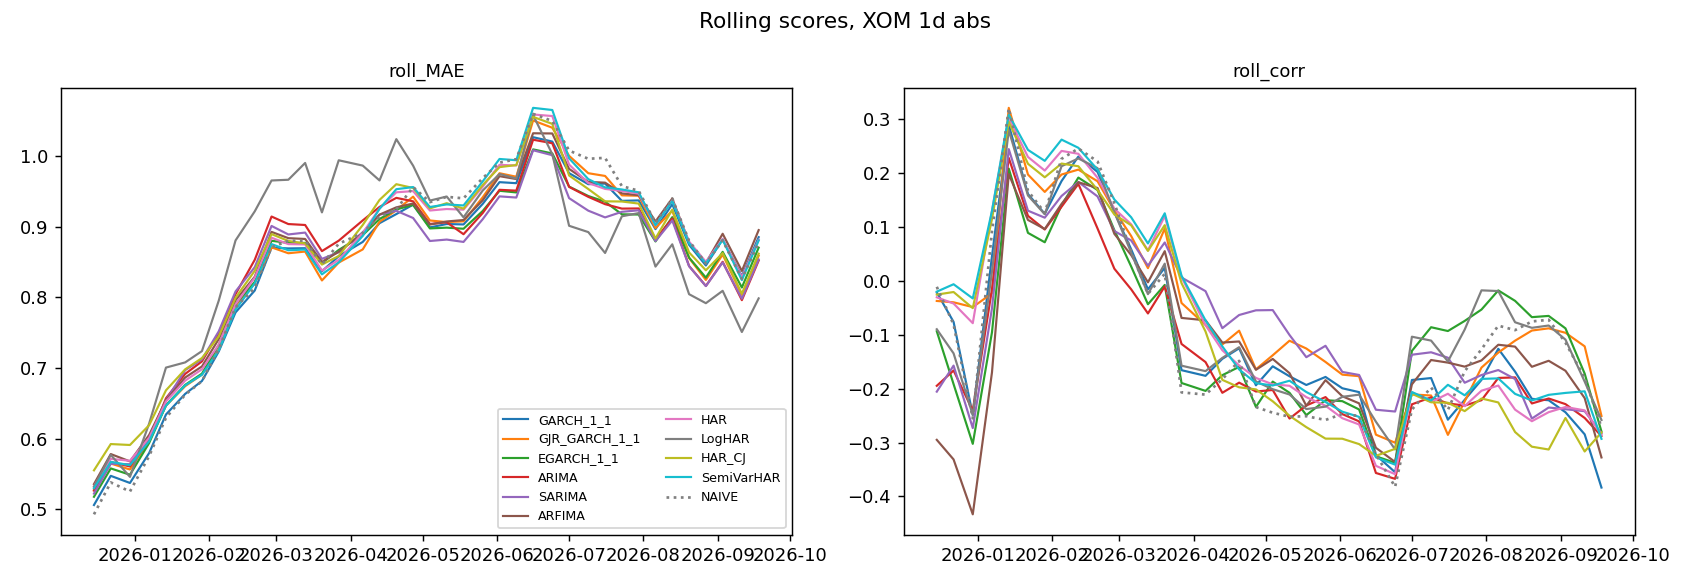 Rolling scores, XOM 1d abs
roll_MAE
1.0
0.9
0.8
0.7
0.6
0.5
2026-01 2026-02 2026-03 2026-04 2026-05 2026-06 2026-07 2026-08 2026-09 2026-10
GARCH_1_1
GJR_GARCH_1_1
EGARCH_1_1
ARIMA
SARIMA
ARFIMA
HAR
LogHAR
HAR_CJ
SemiVarHAR
NAIVE
roll_corr
0.3
0.2
0.1
0.0
−0.1
−0.2
−0.3
−0.4
2026-01 2026-02 2026-03 2026-04 2026-05 2026-06 2026-07 2026-08 2026-09 2026-10